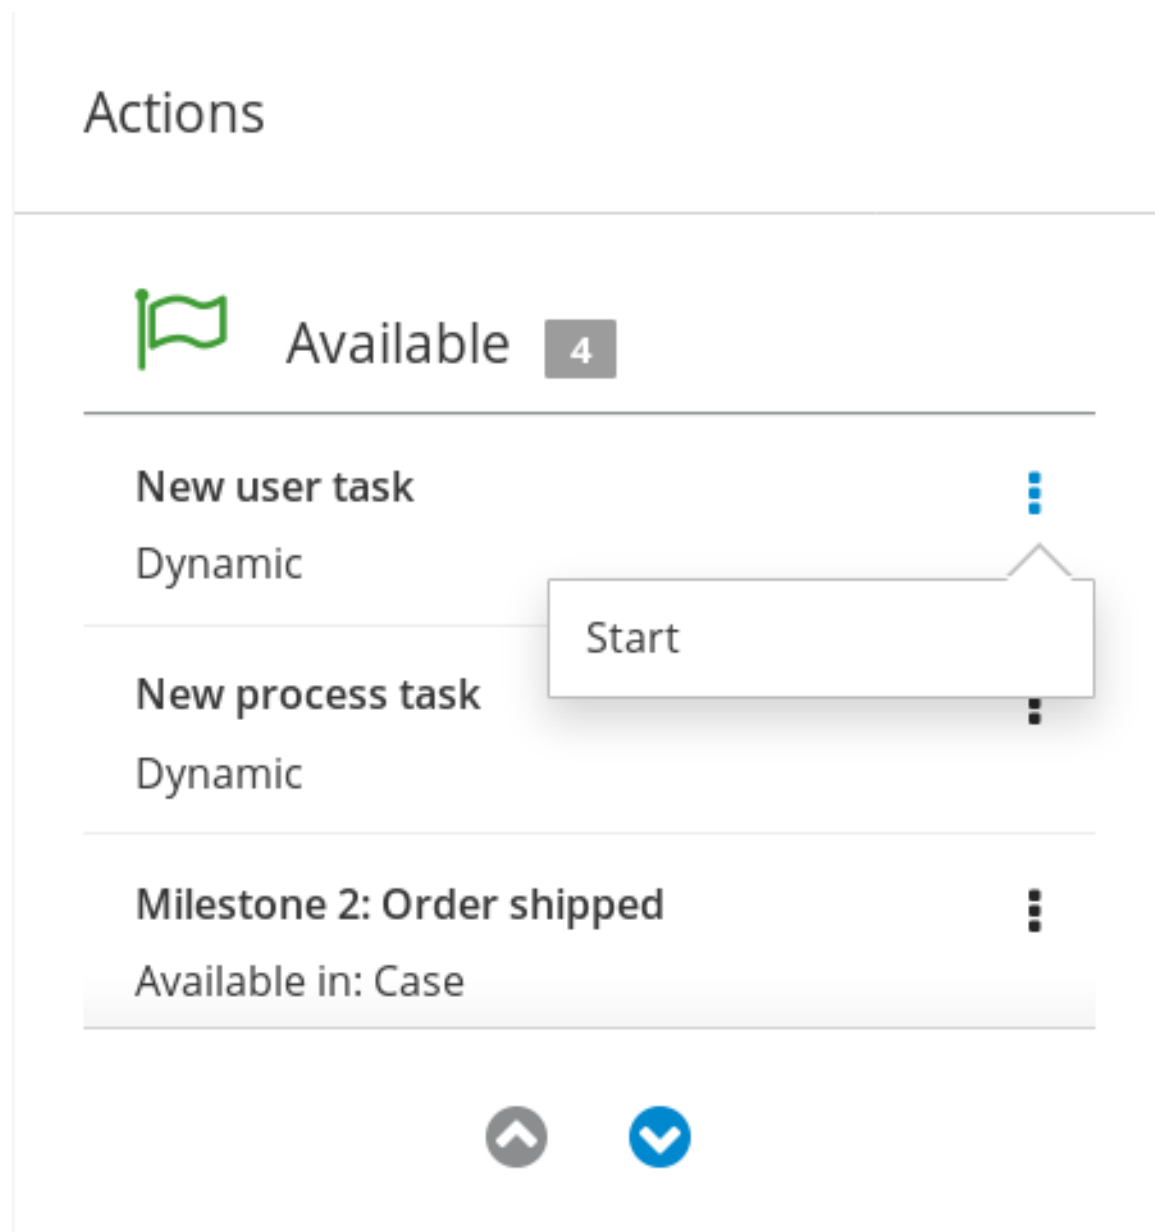 Actions
Available 4
New user task
Dynamic
Start
New process task
Dynamic
Milestone 2: Order shipped
Available in: Case